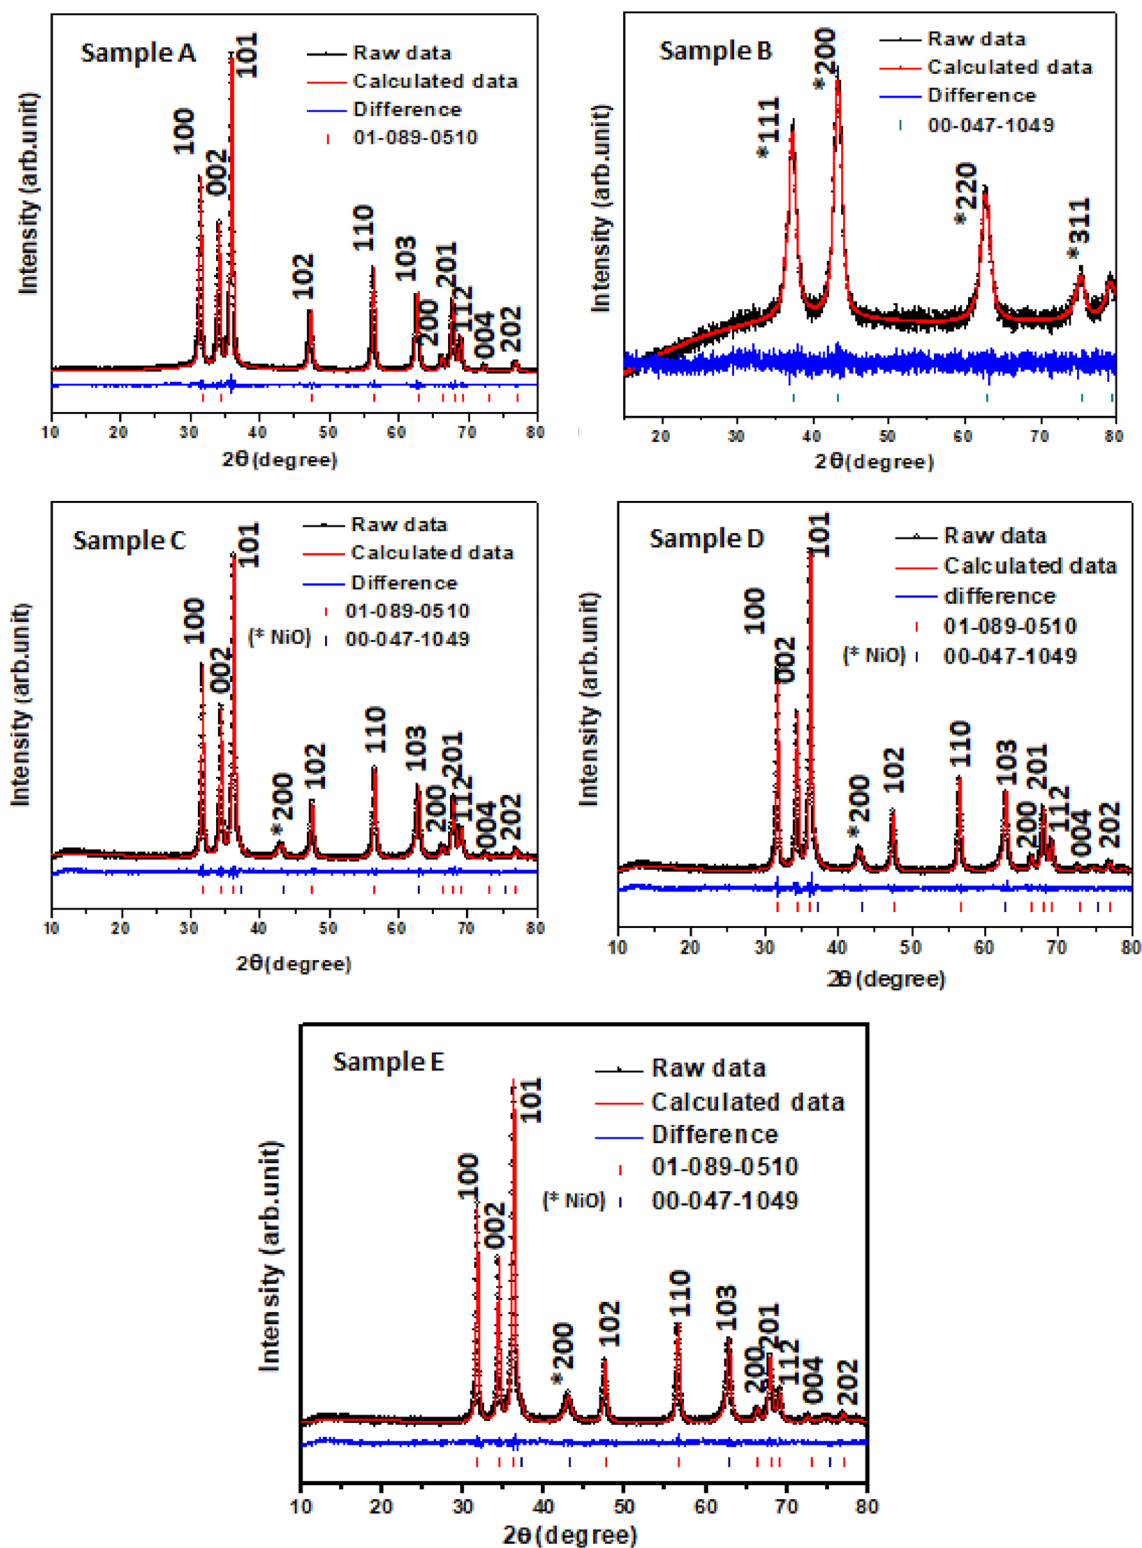 Sample A
Raw data
Calculated data
Difference
01-089-0510
100
002
101
102
110
103
200
201
112
004
202
Intensity (arb.unit)
10 20 30 40 50 60 70 80
2θ(degree)
Sample B
Raw data
Calculated data
Difference
00-047-1049
*111
*200
*220
*311
Intensity (arb.unit)
20 30 40 50 60 70 80
2θ(degree)
Sample C
Raw data
Calculated data
Difference
01-089-0510
(* NiO) 00-047-1049
100
002
101
*200
102
110
103
200
201
112
004
202
Intensity (arb.unit)
10 20 30 40 50 60 70 80
2θ(degree)
Sample D
Raw data
Calculated data
difference
01-089-0510
(* NiO) 00-047-1049
100
002
101
*200
102
110
103
200
201
112
004
202
Intensity (arb.unit)
10 20 30 40 50 60 70 80
2θ(degree)
Sample E
Raw data
Calculated data
Difference
01-089-0510
(* NiO) 00-047-1049
100
002
101
*200
102
110
103
200
201
112
004
202
Intensity (arb.unit)
10 20 30 40 50 60 70 80
2θ(degree)